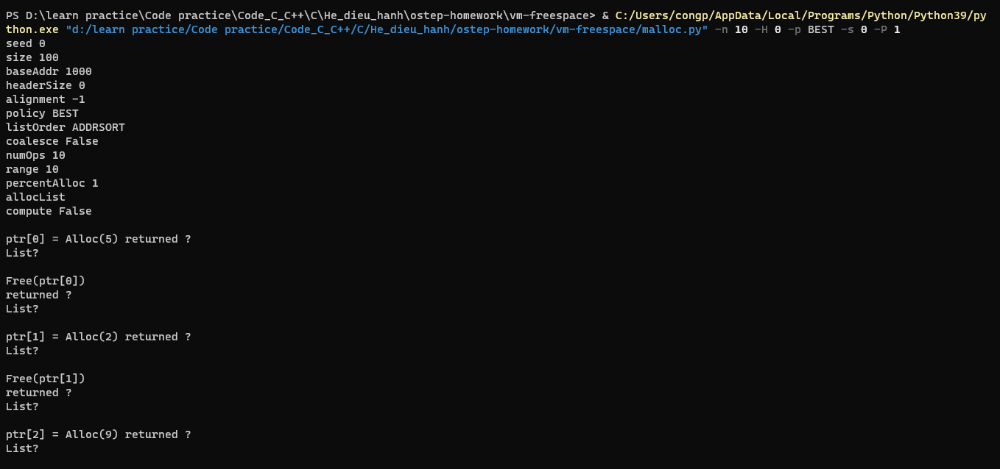 PS D:\learn practice\Code practice\Code_C_C++\C\He_dieu_hanh\ostep-homework\vm-freespace> & C:/Users/congp/AppData/Local/Programs/Python/Python39/py
thon.exe "d:/learn practice/Code practice/Code_C_C++/C/He_dieu_hanh/ostep-homework/vm-freespace/malloc.py" -n 10 -H 0 -p BEST -s 0 -P 1
seed 0
size 100
baseAddr 1000
headerSize 0
alignment -1
policy BEST
listOrder ADDRSORT
coalesce False
numOps 10
range 10
percentAlloc 1
allocList
compute False
ptr[0] = Alloc(5) returned ?
List?
Free(ptr[0])
returned ?
List?
ptr[1] = Alloc(2) returned ?
List?
Free(ptr[1])
returned ?
List?
ptr[2] = Alloc(9) returned ?
List?